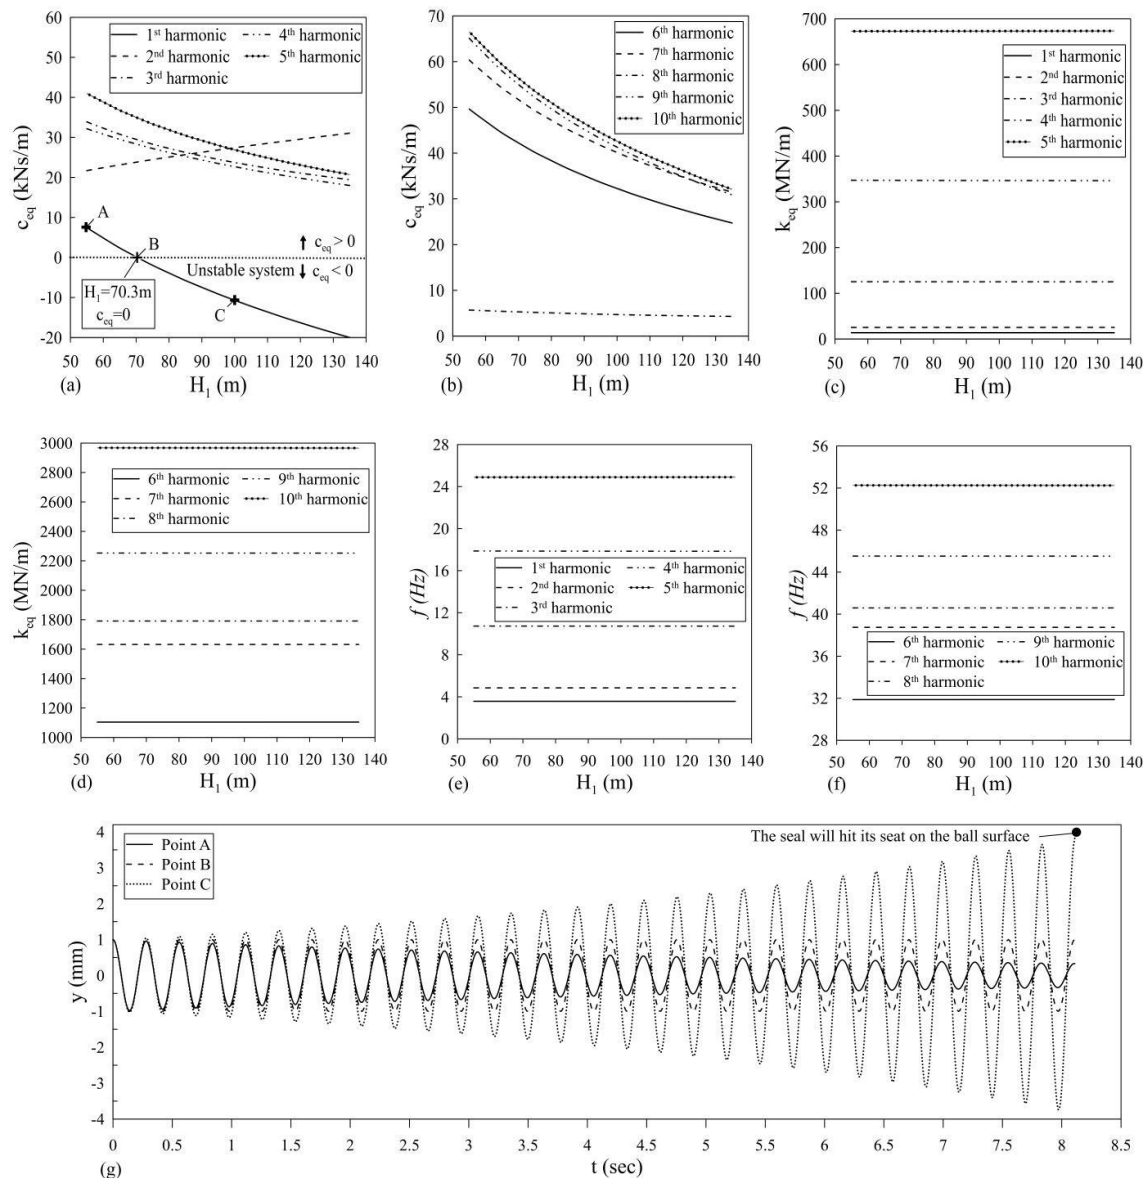 60
50
40
30
20
10
0
-10
-20
c_eq (kNs/m)
1st harmonic
2nd harmonic
3rd harmonic
4th harmonic
5th harmonic
A
B
C
c_eq > 0
Unstable system
c_eq < 0
H1=70.3m
c_eq=0
50 60 70 80 90 100 110 120 130 140
(a)
H1 (m)
70
60
50
40
30
20
10
0
c_eq (kNs/m)
6th harmonic
7th harmonic
8th harmonic
9th harmonic
10th harmonic
50 60 70 80 90 100 110 120 130 140
(b)
H1 (m)
700
600
500
400
300
200
100
0
k_eq (MN/m)
1st harmonic
2nd harmonic
3rd harmonic
4th harmonic
5th harmonic
50 60 70 80 90 100 110 120 130 140
(c)
H1 (m)
3000
2800
2600
2400
2200
2000
1800
1600
1400
1200
1100
1000
k_eq (MN/m)
6th harmonic
7th harmonic
8th harmonic
9th harmonic
10th harmonic
50 60 70 80 90 100 110 120 130 140
(d)
H1 (m)
28
24
20
16
12
8
4
0
f (Hz)
1st harmonic
2nd harmonic
3rd harmonic
4th harmonic
5th harmonic
50 60 70 80 90 100 110 120 130 140
(e)
H1 (m)
56
52
48
44
40
36
32
28
f (Hz)
6th harmonic
7th harmonic
8th harmonic
9th harmonic
10th harmonic
50 60 70 80 90 100 110 120 130 140
(f)
H1 (m)
4
3
2
1
0
-1
-2
-3
-4
y (mm)
Point A
Point B
Point C
The seal will hit its seat on the ball surface
0 0.5 1 1.5 2 2.5 3 3.5 4 4.5 5 5.5 6 6.5 7 7.5 8 8.5
(g)
t (sec)